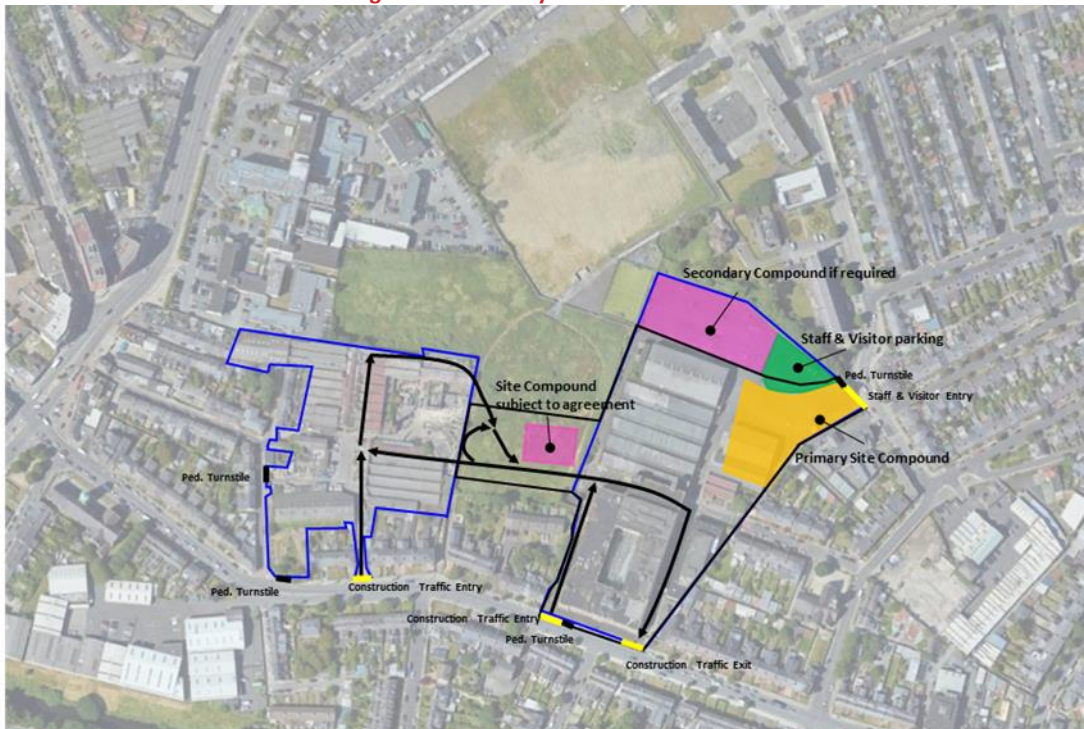 Secondary Compound if required
Staff & Visitor parking
Ped. Turnstile
Staff & Visitor Entry
Site Compound
subject to agreement
Primary Site Compound
Ped. Turnstile
Ped. Turnstile
Construction Traffic Entry
Construction Traffic Entry
Ped. Turnstile
Construction Traffic Exit